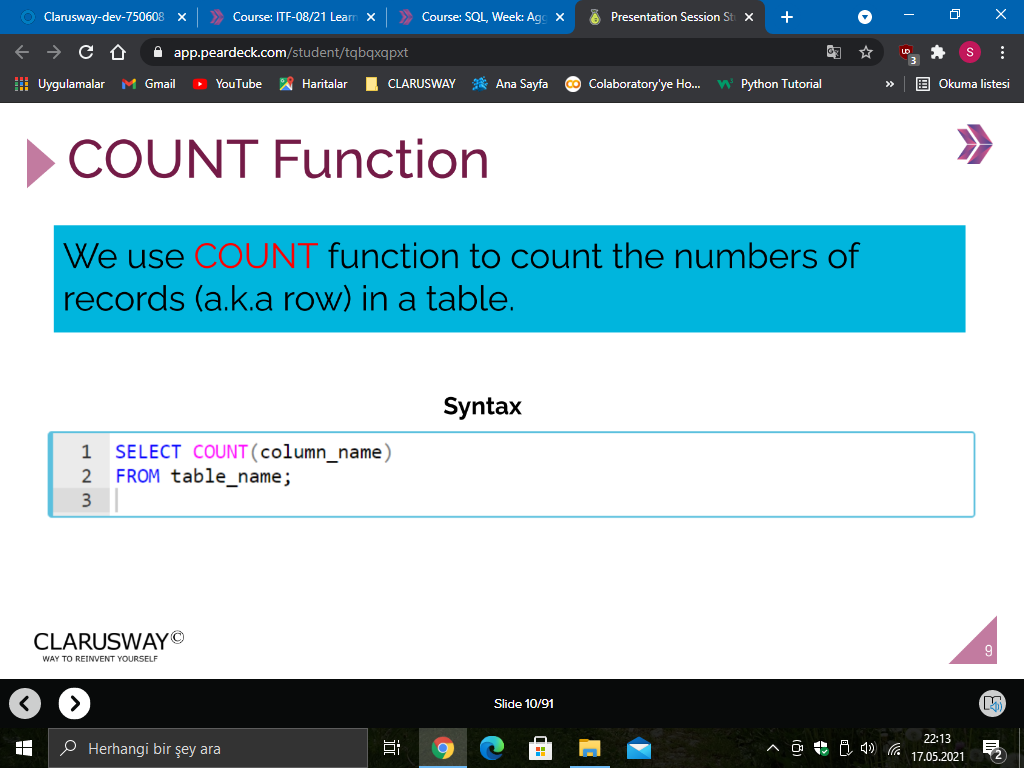 Clarusway-dev-750608
Course: ITF-08/21 Learn
Course: SQL, Week: Agg
Presentation Session St
app.peardeck.com/student/tqbqxqpxt
UD
3
S
Uygulamalar
Gmail
YouTube
Haritalar
CLARUSWAY
Ana Sayfa
Colaboratory'ye Ho...
Python Tutorial
»
Okuma listesi
COUNT Function
We use COUNT function to count the numbers of
records (a.k.a row) in a table.
Syntax
1 SELECT COUNT(column_name)
2 FROM table_name;
3
CLARUSWAY©
WAY TO REINVENT YOURSELF
9
Slide 10/91
Herhangi bir şey ara
22:13
17.05.2021
2